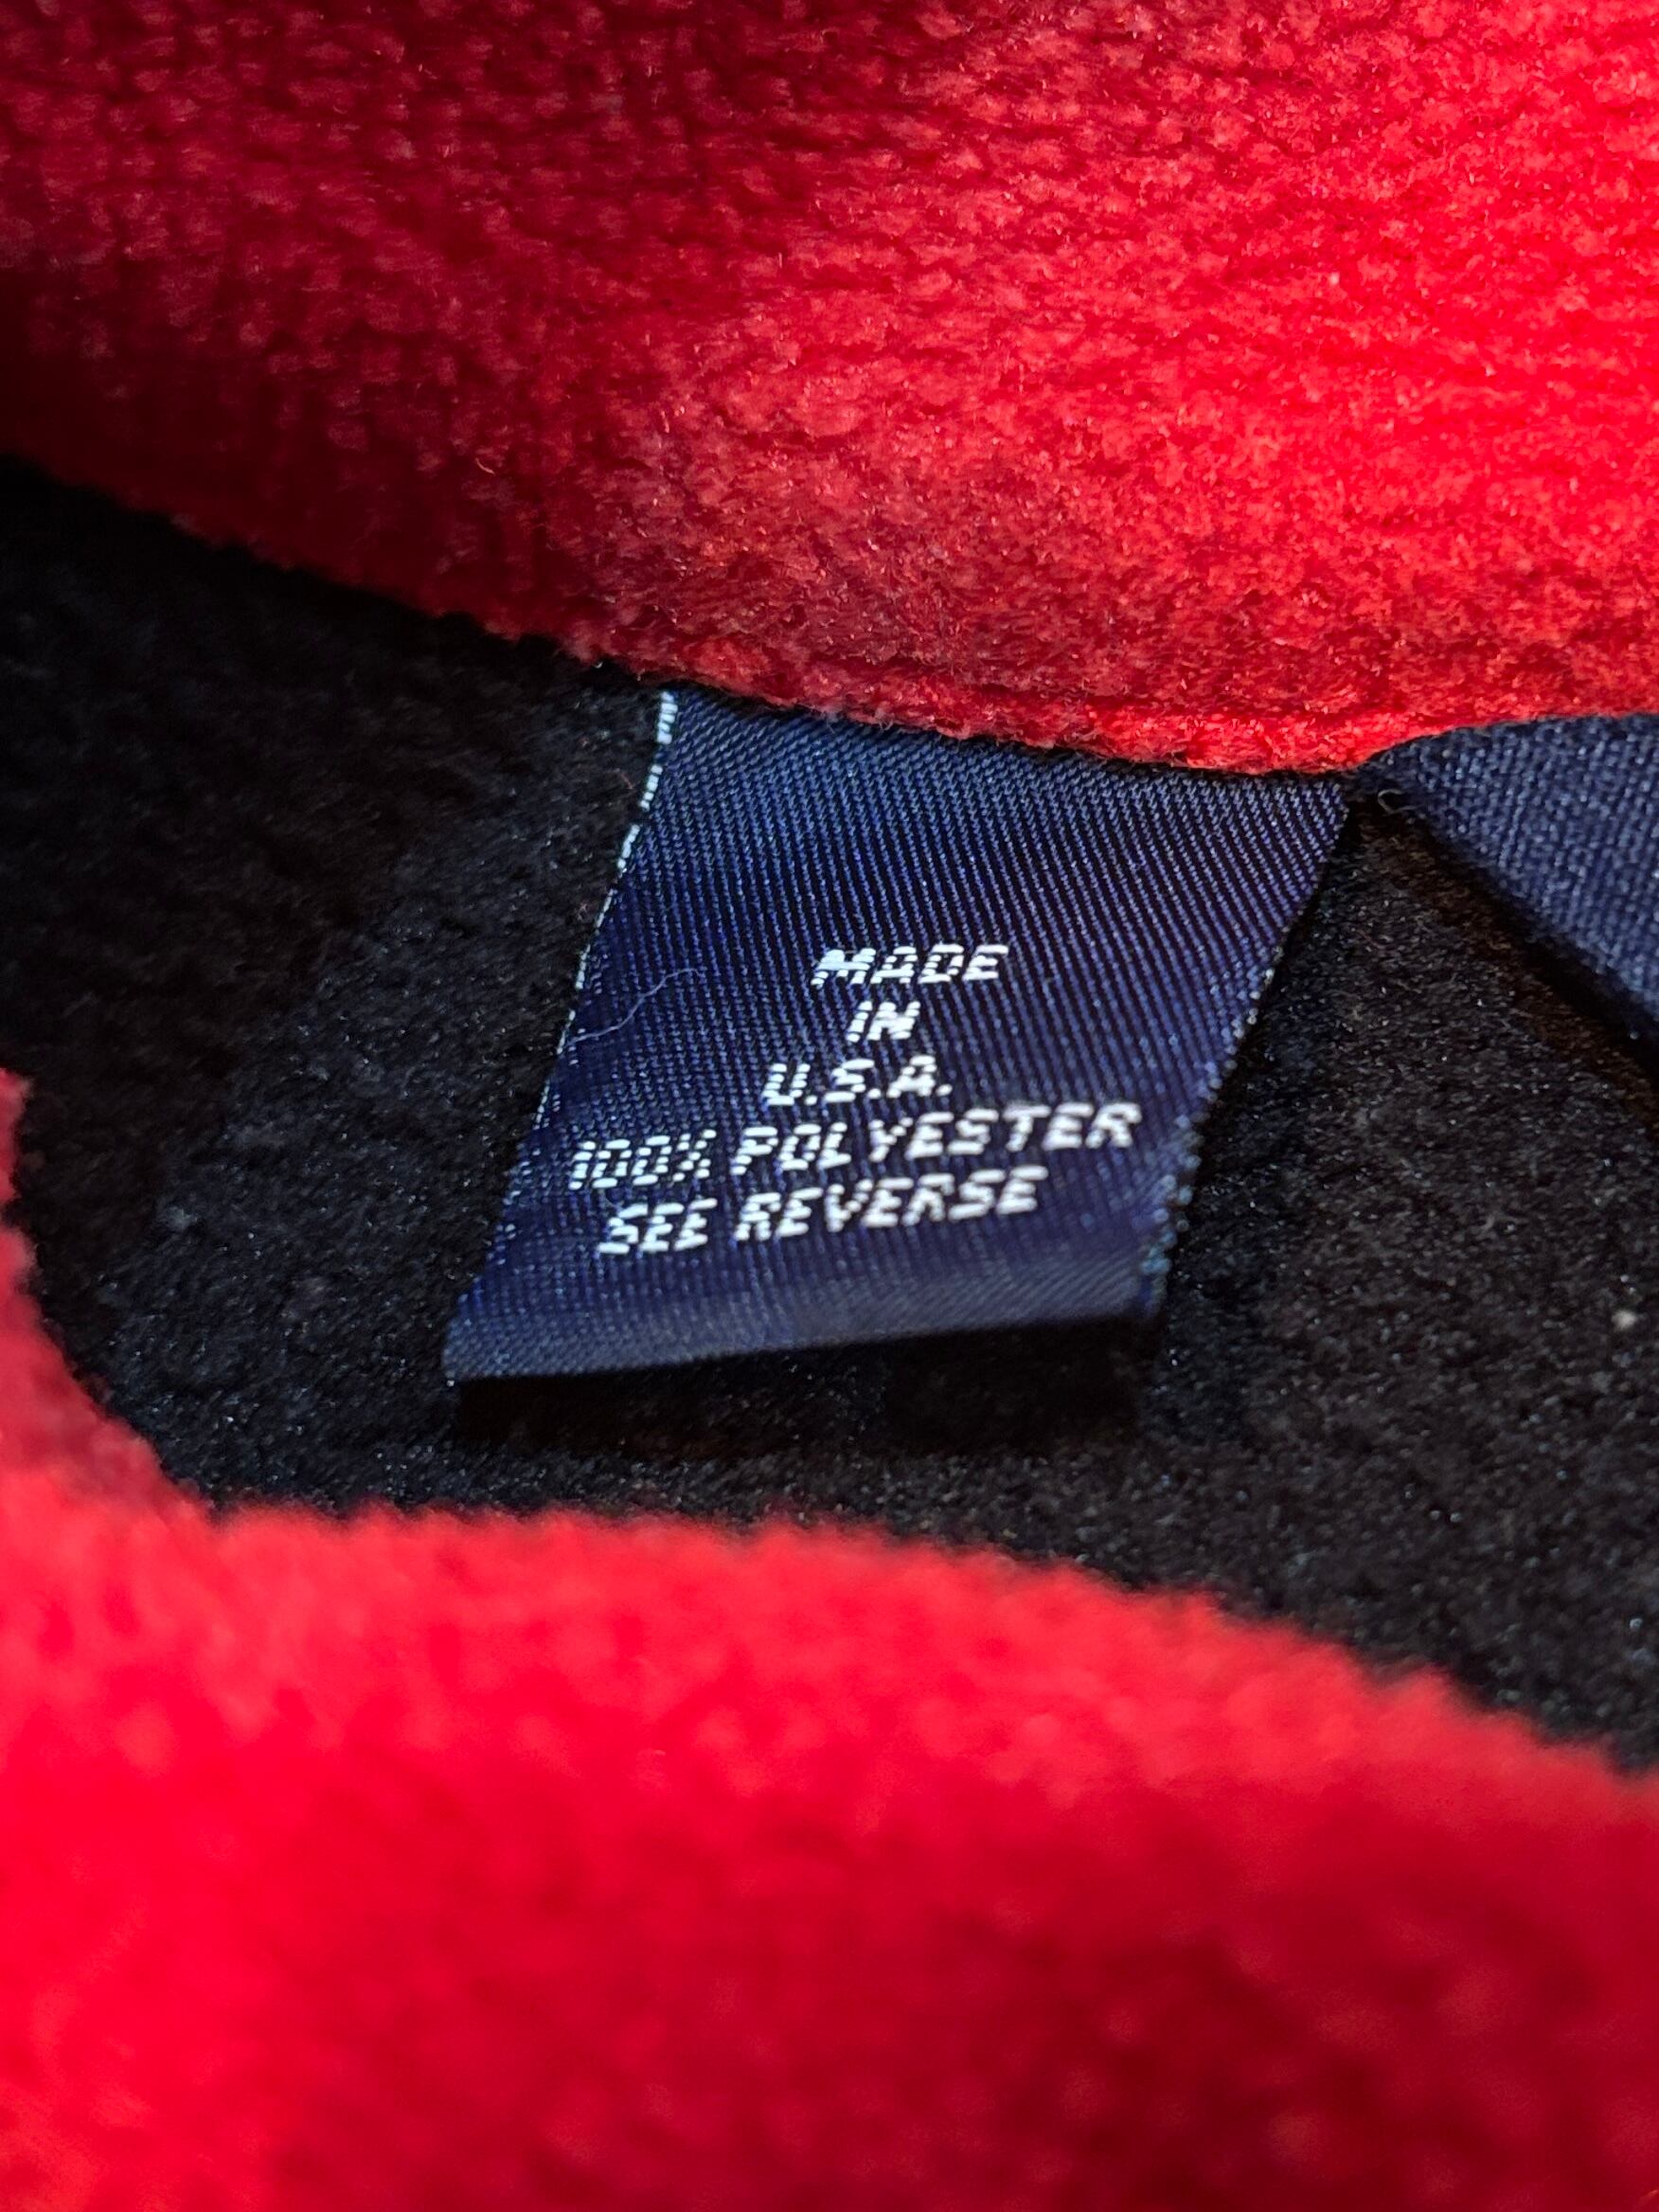 MADE
IN
U.S.A.
100% POLYESTER
SEE REVERSE